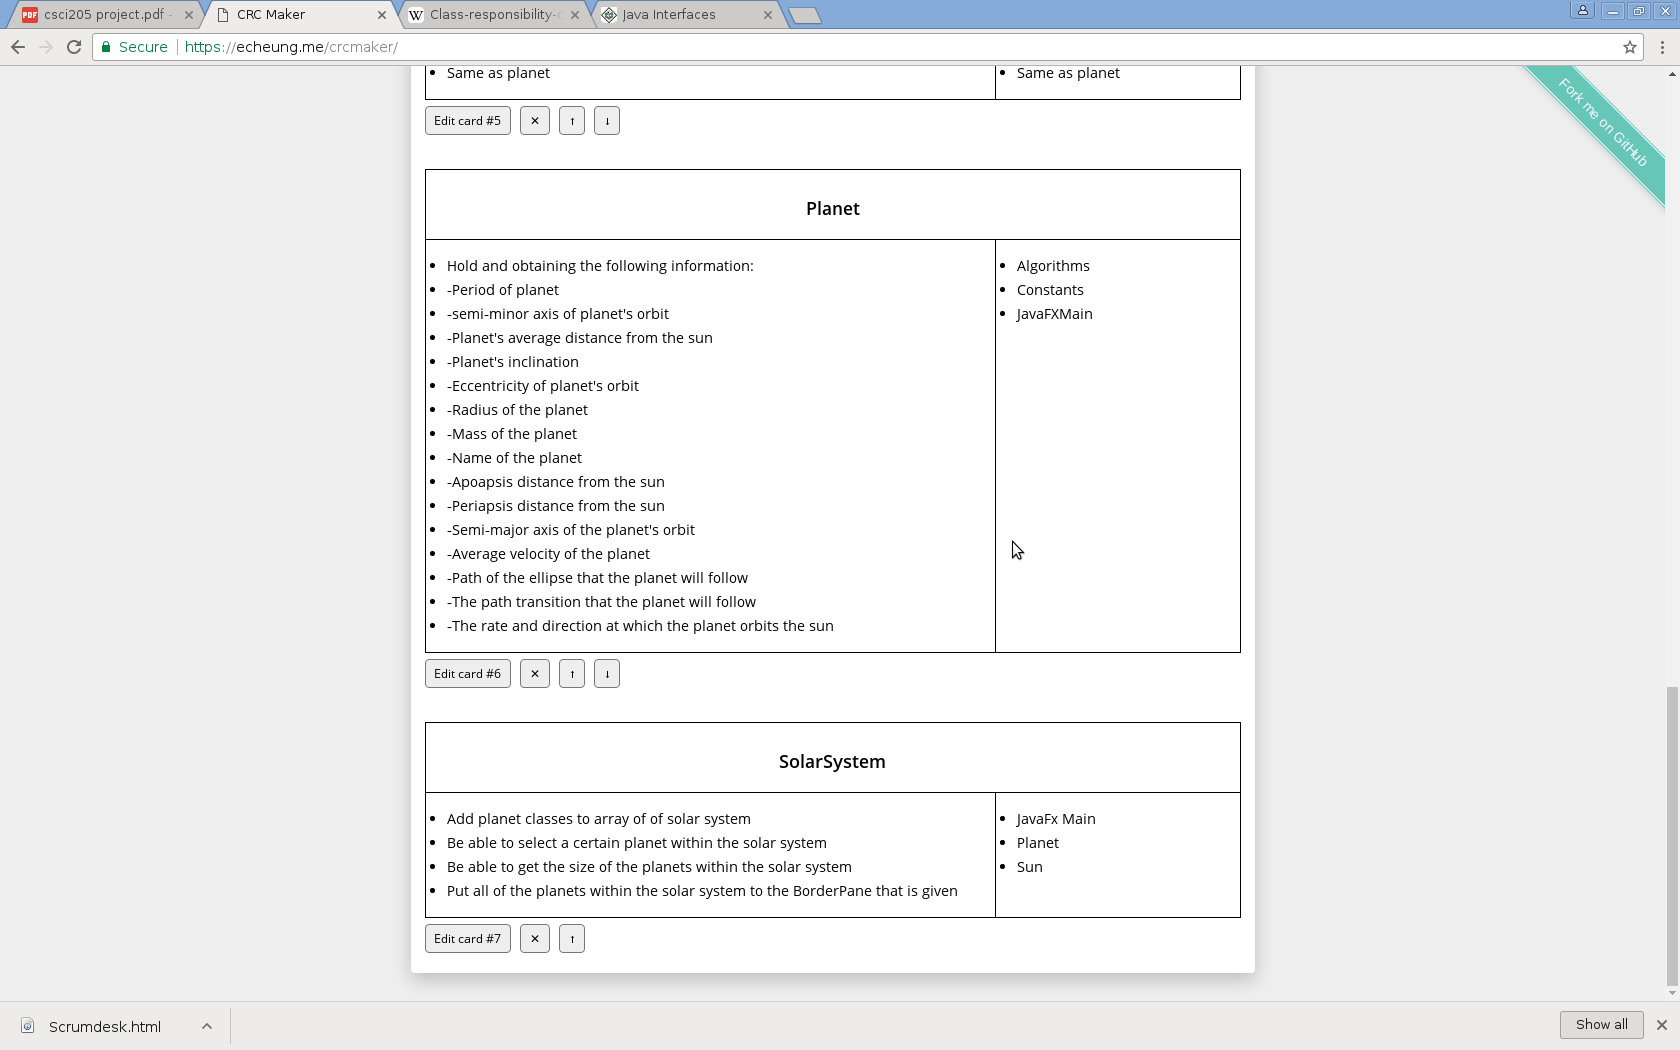 csci205 project.pdf -
CRC Maker
Class-responsibility-c
Java Interfaces
Secure https://echeung.me/crcmaker/
Fork me on GitHub
Same as planet
Same as planet
Edit card #5 ✕ ↑ ↓
Planet
Hold and obtaining the following information:
-Period of planet
-semi-minor axis of planet's orbit
-Planet's average distance from the sun
-Planet's inclination
-Eccentricity of planet's orbit
-Radius of the planet
-Mass of the planet
-Name of the planet
-Apoapsis distance from the sun
-Periapsis distance from the sun
-Semi-major axis of the planet's orbit
-Average velocity of the planet
-Path of the ellipse that the planet will follow
-The path transition that the planet will follow
-The rate and direction at which the planet orbits the sun
Algorithms
Constants
JavaFXMain
Edit card #6 ✕ ↑ ↓
SolarSystem
Add planet classes to array of of solar system
Be able to select a certain planet within the solar system
Be able to get the size of the planets within the solar system
Put all of the planets within the solar system to the BorderPane that is given
JavaFx Main
Planet
Sun
Edit card #7 ✕ ↑
Scrumdesk.html
Show all